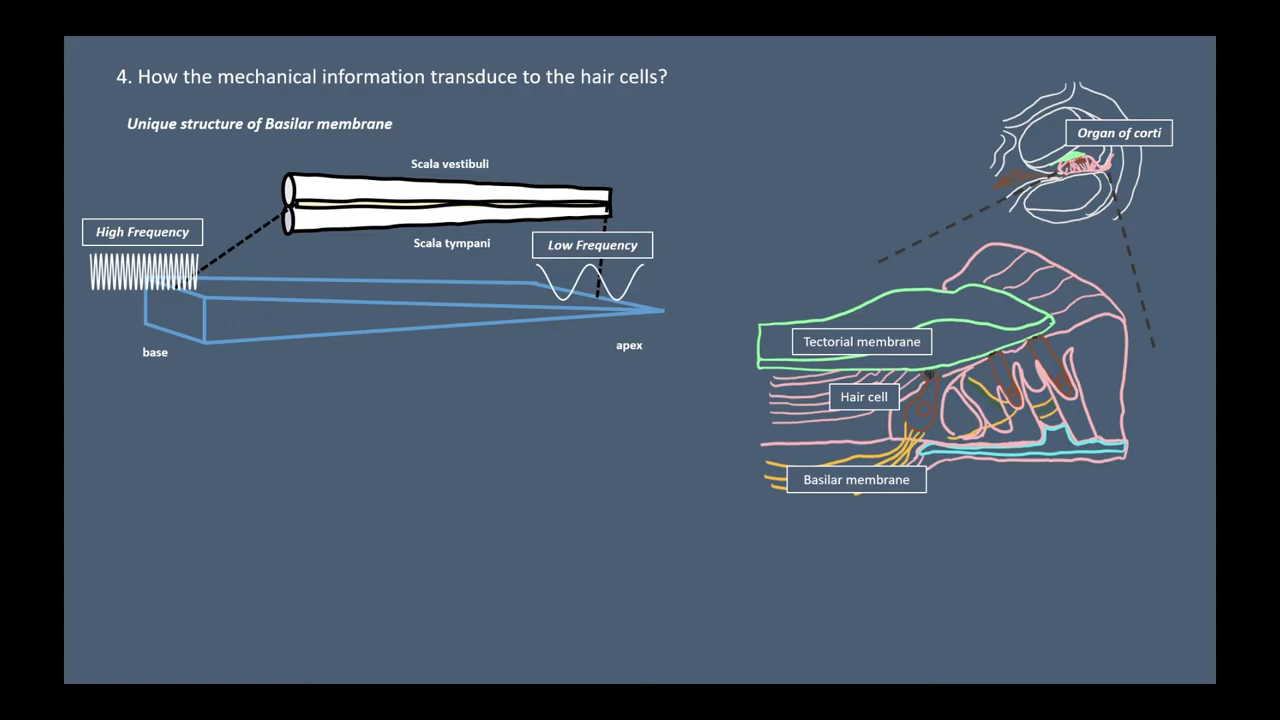 4. How the mechanical information transduce to the hair cells?
Unique structure of Basilar membrane
Scala vestibuli
Scala tympani
High Frequency
Low Frequency
base
apex
Organ of corti
Tectorial membrane
Hair cell
Basilar membrane